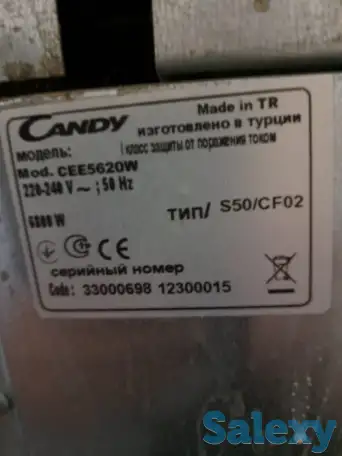 CANDY Made in TR
изготовлено в турции
модель: I класс защиты от поражения током
Mod. CEE5620W
220-240 V ~ ; 50 Hz
ТИП/ S50/CF02
6800 W
CE
серийный номер
Code: 33000698 12300015
Salexy